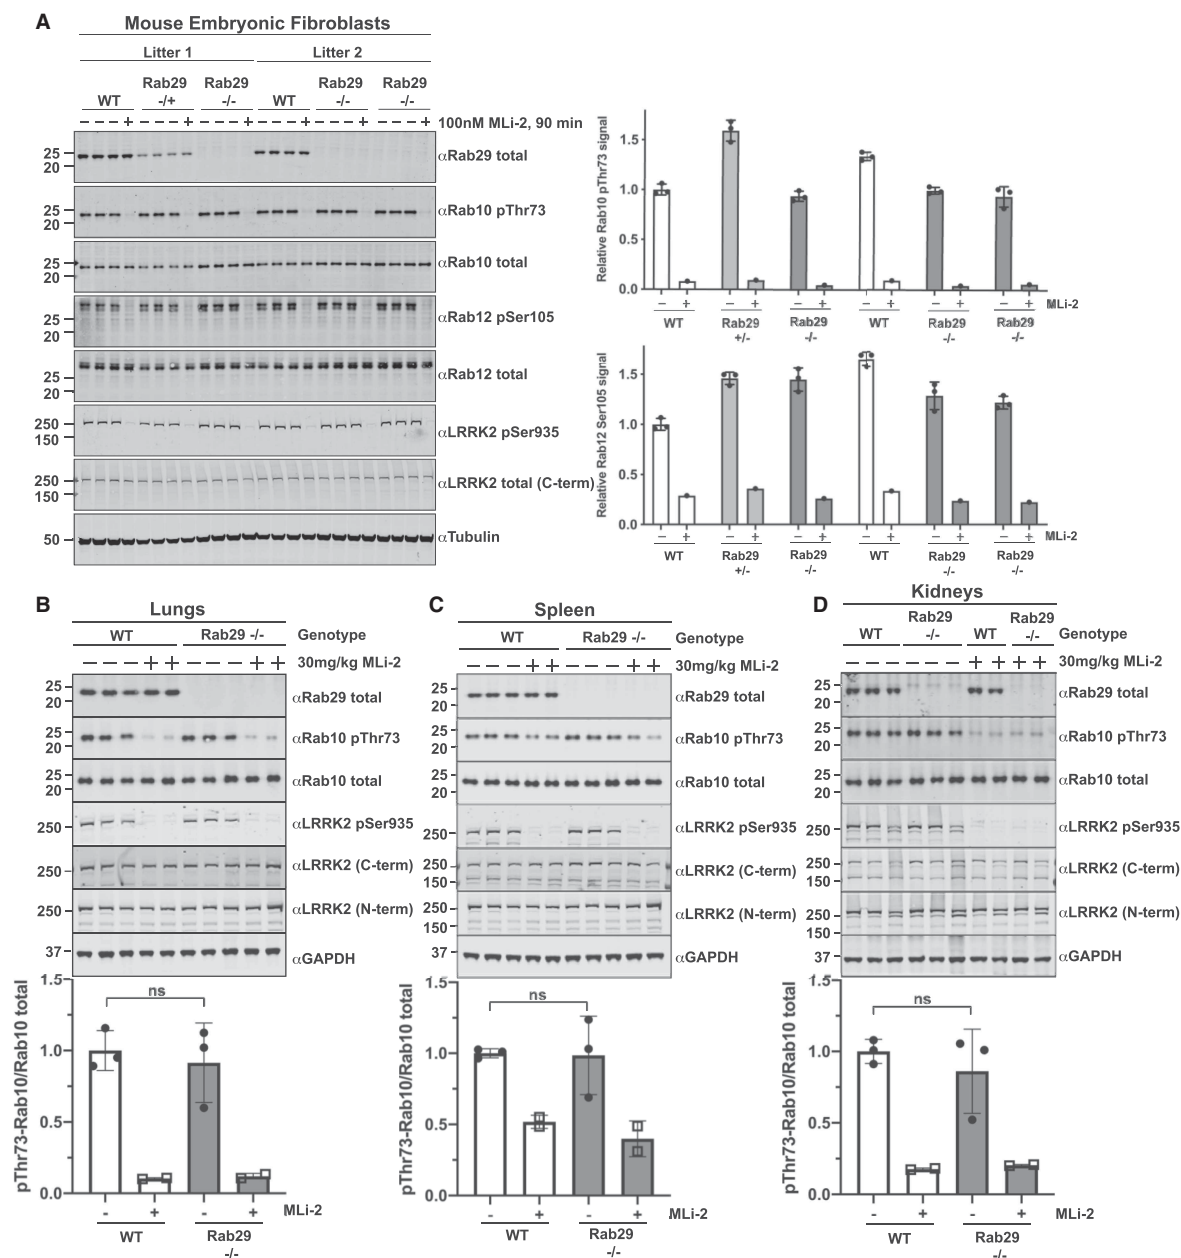 A
Mouse Embryonic Fibroblasts
Litter 1 Litter 2
Rab29 Rab29 Rab29 Rab29
WT -/+ -/- WT -/- -/-
- - - + - - - + - - - + - - - + - - - + - - - + 100nM MLi-2, 90 min
25
20
αRab29 total
25
20
αRab10 pThr73
25
20
αRab10 total
25
20
αRab12 pSer105
25
20
αRab12 total
250
150
αLRRK2 pSer935
250
150
αLRRK2 total (C-term)
50
αTubulin
Relative Rab10 pThr73 signal
1.5
1.0
0.5
0.0
- + - + - + - + - + - + MLi-2
WT Rab29 Rab29 WT Rab29 Rab29
+/- -/- -/- -/-
Relative Rab12 Ser105 signal
1.5
1.0
0.5
0.0
- + - + - + - + - + - + MLi-2
WT Rab29 Rab29 WT Rab29 Rab29
+/- -/- -/- -/-
B
Lungs
WT Rab29 -/- Genotype
- - - + + - - - + + 30mg/kg MLi-2
25
20
αRab29 total
25
20
αRab10 pThr73
25
20
αRab10 total
250
αLRRK2 pSer935
250
αLRRK2 (C-term)
250
αLRRK2 (N-term)
37
αGAPDH
pThr73-Rab10/Rab10 total
1.5
1.0
0.5
0.0
ns
- + - + MLi-2
WT Rab29
-/-
C
Spleen
WT Rab29 -/- Genotype
- - - + + - - - + + 30mg/kg MLi-2
25
20
αRab29 total
25
20
αRab10 pThr73
25
20
αRab10 total
250
αLRRK2 pSer935
250
150
αLRRK2 (C-term)
250
150
αLRRK2 (N-term)
37
αGAPDH
pThr73-Rab10/Rab10 total
1.5
1.0
0.5
0.0
ns
- + - + MLi-2
WT Rab29
-/-
D
Kidneys
Rab29 Rab29
WT -/- WT -/- Genotype
- - - - - - + + + + 30mg/kg MLi-2
25
20
αRab29 total
25
20
αRab10 pThr73
25
20
αRab10 total
250
αLRRK2 pSer935
250
150
αLRRK2 (C-term)
250
150
αLRRK2 (N-term)
37
αGAPDH
pThr73-Rab10/Rab10 total
1.5
1.0
0.5
0.0
ns
- + - + MLi-2
WT Rab29
-/-